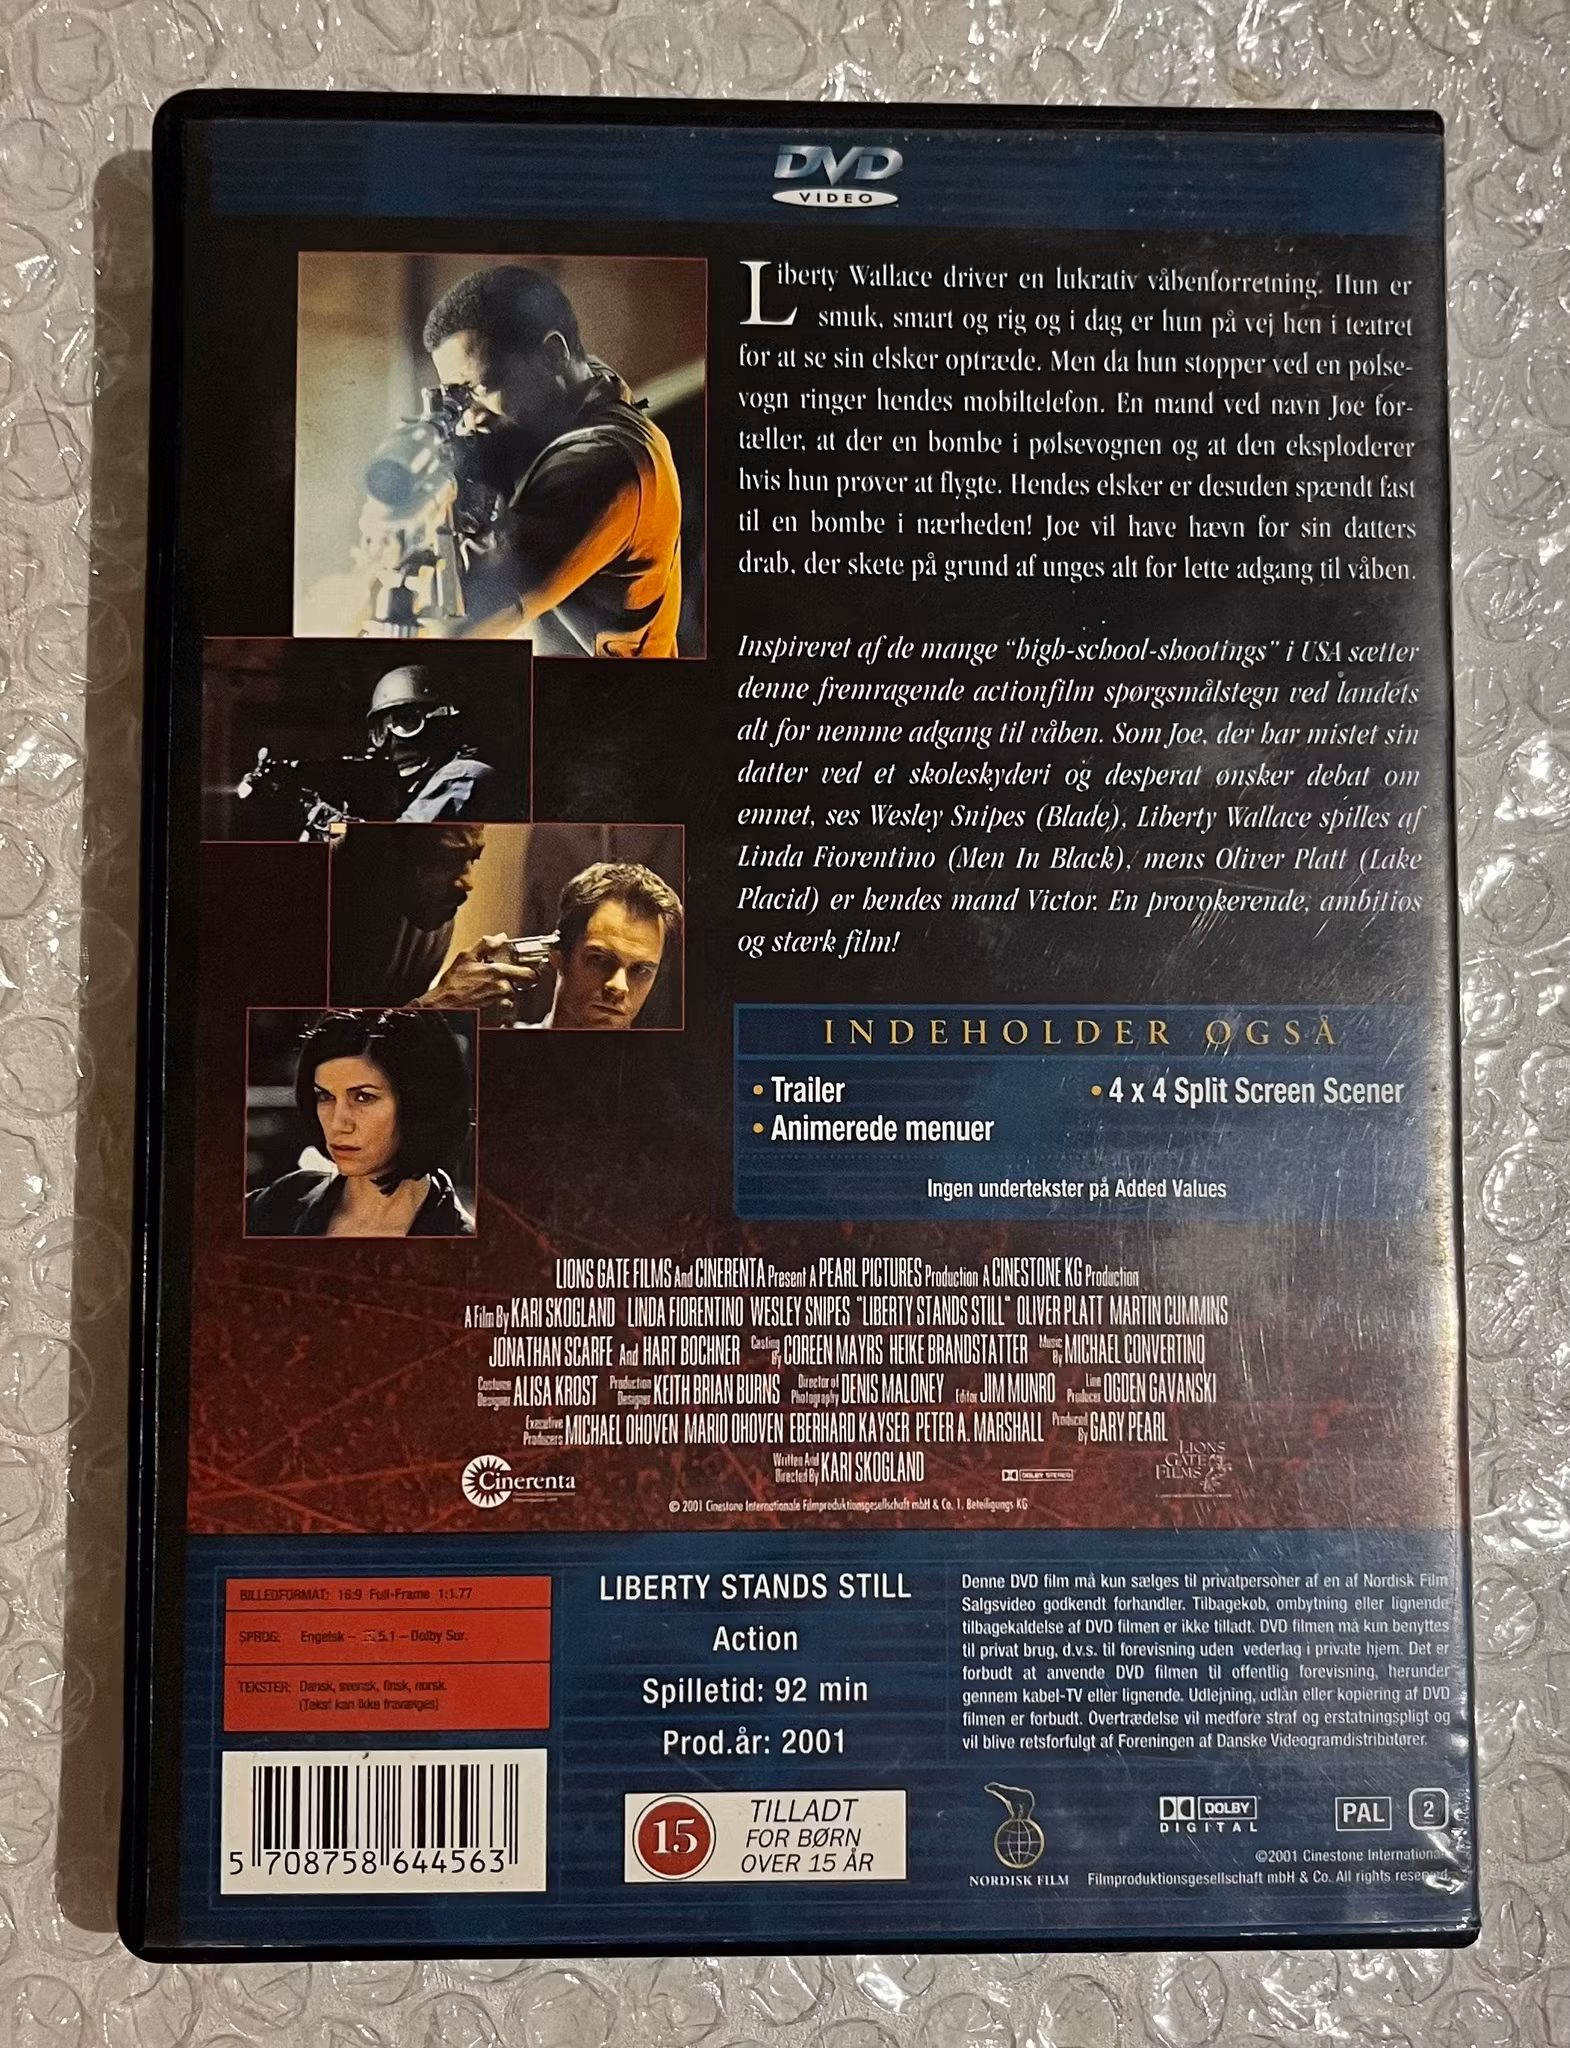 DVD
VIDEO
Liberty Wallace driver en lukrativ våbenforretning. Hun er
smuk, smart og rig og i dag er hun på vej hen i teatret
for at se sin elsker optræde. Men da hun stopper ved en pølse-
vogn ringer hendes mobiltelefon. En mand ved navn Joe for-
tæller, at der en bombe i pølsevognen og at den eksploderer
hvis hun prøver at flygte. Hendes elsker er desuden spændt fast
til en bombe i nærheden! Joe vil have hævn for sin datters
drab, der skete på grund af unges alt for lette adgang til våben.
Inspireret af de mange "high-school-shootings" i USA sætter
denne fremragende actionfilm spørgsmålstegn ved landets
alt for nemme adgang til våben. Som Joe, der har mistet sin
datter ved et skoleskyderi og desperat ønsker debat om
emnet, ses Wesley Snipes (Blade), Liberty Wallace spilles af
Linda Fiorentino (Men In Black), mens Oliver Platt (Lake
Placid) er hendes mand Victor. En provokerende, ambitiøs
og stærk film!
INDEHOLDER OGSÅ
• Trailer
• 4 x 4 Split Screen Scener
• Animerede menuer
Ingen undertekster på Added Values
LIONS GATE FILMS And CINERENTA Present A PEARL PICTURES Production A CINESTONE KG Production
A Film By KARI SKOGLAND LINDA FIORENTINO WESLEY SNIPES "LIBERTY STANDS STILL" OLIVER PLATT MARTIN CUMMINS
JONATHAN SCARFE And HART BOCHNER Casting By COREEN MAYRS HEIKE BRANDSTATTER Music By MICHAEL CONVERTINO
Costume Designer ALISA KROST Production Designer KEITH BRIAN BURNS Director of Photography DENIS MALONEY Editor JIM MUNRO Line Producer OGDEN GAVANSKI
Executive Producers MICHAEL OHOVEN MARIO OHOVEN EBERHARD KAYSER PETER A. MARSHALL Produced By GARY PEARL
Written And Directed By KARI SKOGLAND
Cinerenta
DOLBY STEREO
LIONS GATE FILMS
© 2001 Cinestone Internationale Filmproduktionsgesellschaft mbH & Co. 1. Beteiligungs KG
BILLEDFORMAT: 16:9 Full-Frame 1:1.77
SPROG: Engelsk – 5.1 – Dolby Sur.
TEKSTER: Dansk, svensk, finsk, norsk.
(Tekst kan ikke fravælges)
LIBERTY STANDS STILL
Action
Spilletid: 92 min
Prod.år: 2001
Denne DVD film må kun sælges til privatpersoner af en af Nordisk Film
Salgsvideo godkendt forhandler. Tilbagekøb, ombytning eller lignende
tilbagekaldelse af DVD filmen er ikke tilladt. DVD filmen må kun benyttes
til privat brug, d.v.s. til forevisning uden vederlag i private hjem. Det er
forbudt at anvende DVD filmen til offentlig forevisning, herunder
gennem kabel-TV eller lignende. Udlejning, udlån eller kopiering af DVD
filmen er forbudt. Overtrædelse vil medføre straf og erstatningspligt og
vil blive retsforfulgt af Foreningen af Danske Videogramdistributører.
5 708758 644563
15
TILLADT
FOR BØRN
OVER 15 ÅR
NORDISK FILM
DOLBY
DIGITAL
PAL
2
©2001 Cinestone International
Filmproduktionsgesellschaft mbH & Co. All rights reserved.